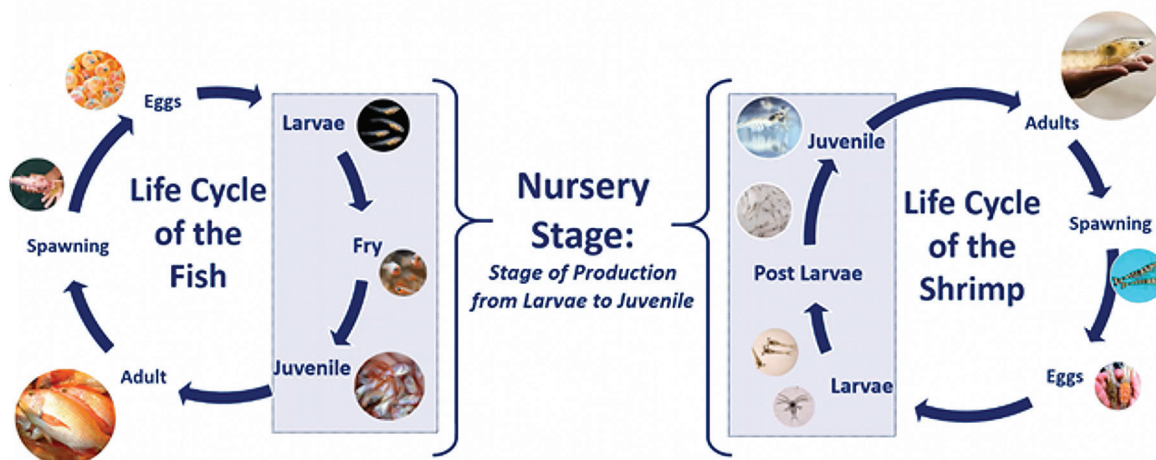 Eggs
Larvae
Life Cycle
of the
Fish
Spawning
Fry
Adult
Juvenile
Nursery
Stage:
Stage of Production
from Larvae to Juvenile
Juvenile
Adults
Life Cycle
of the
Shrimp
Spawning
Post Larvae
Larvae
Eggs